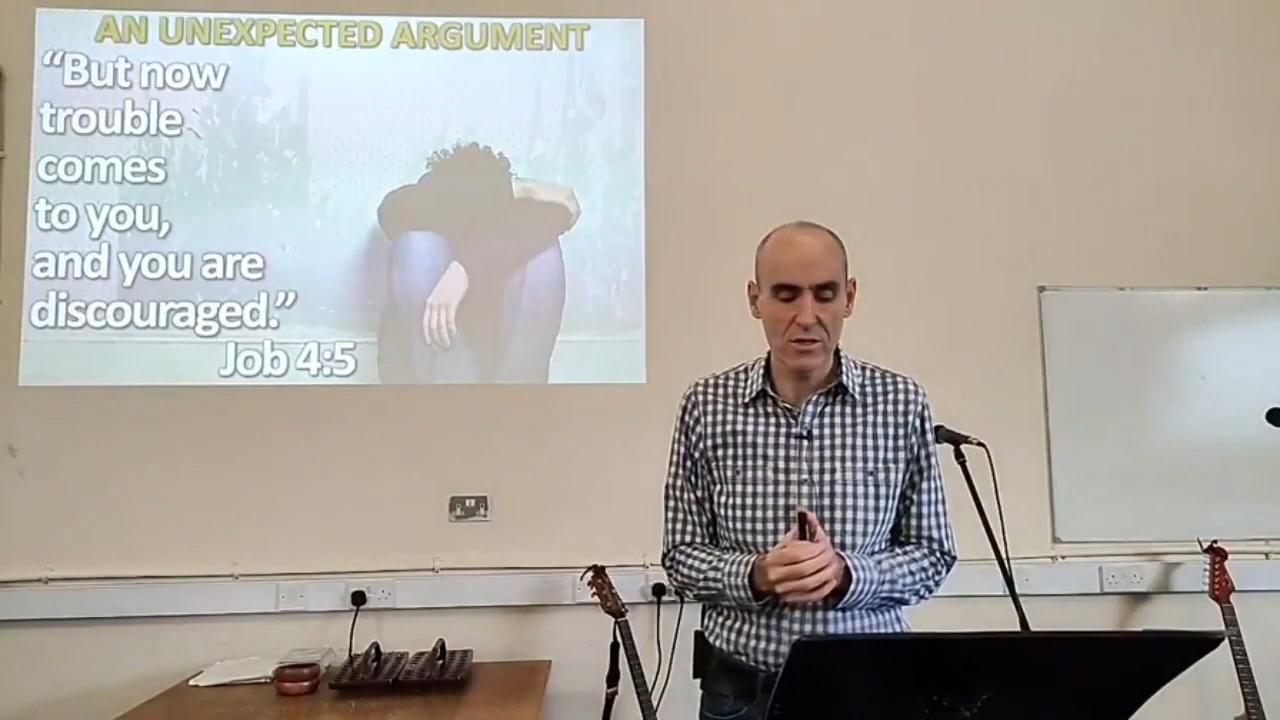 AN UNEXPECTED ARGUMENT
“But now
trouble
comes
to you,
and you are
discouraged.”
Job 4:5